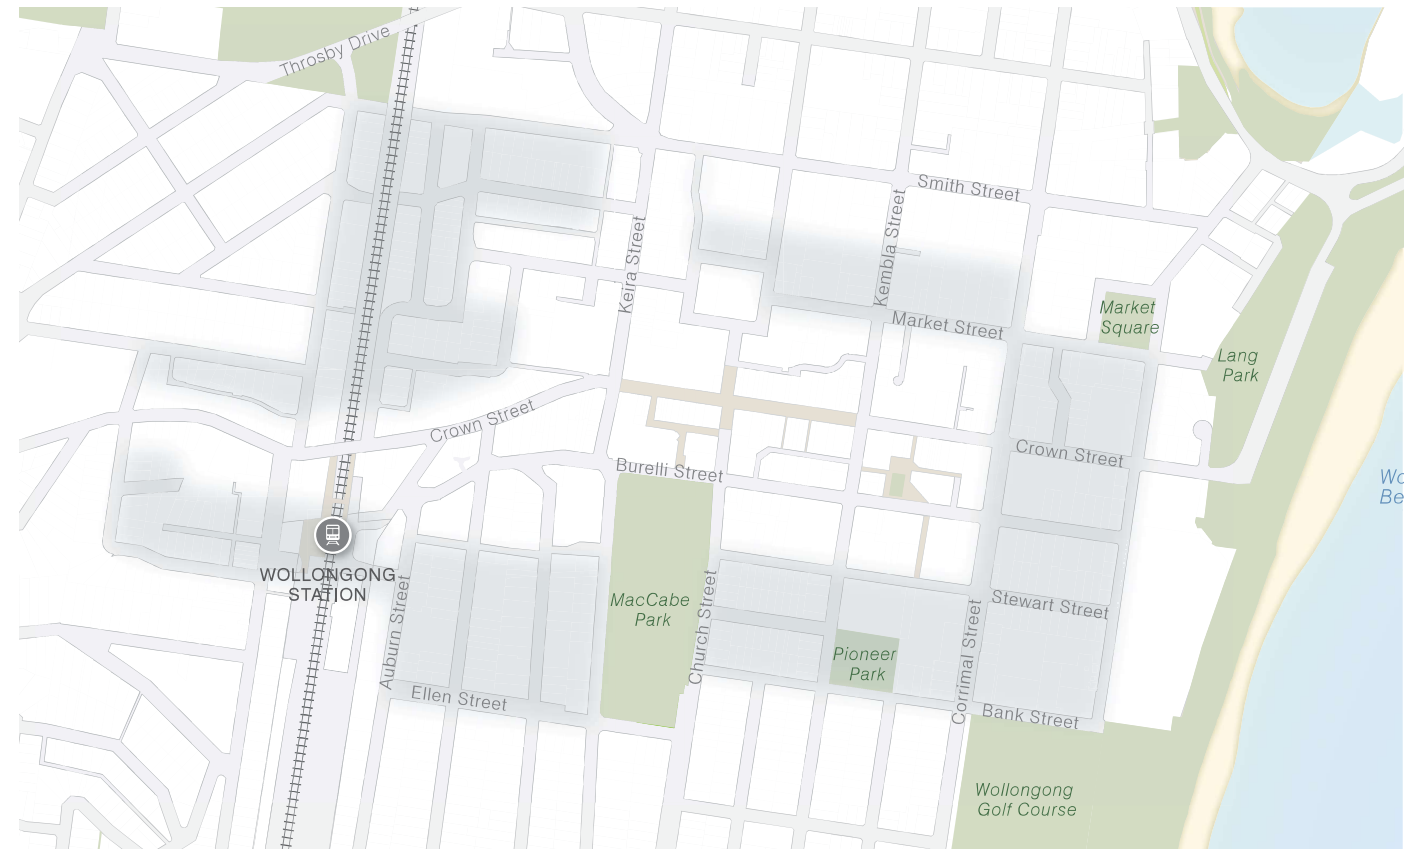 Throsby Drive
Smith Street
Keira Street
Kembla Street
Market
Square
Market Street
Lang
Park
Crown Street
Crown Street
Burelli Street
WOLLONGONG
STATION
Auburn Street
MacCabe
Park
Church Street
Stewart Street
Pioneer
Park
Corrimal Street
Ellen Street
Bank Street
Wollongong
Golf Course